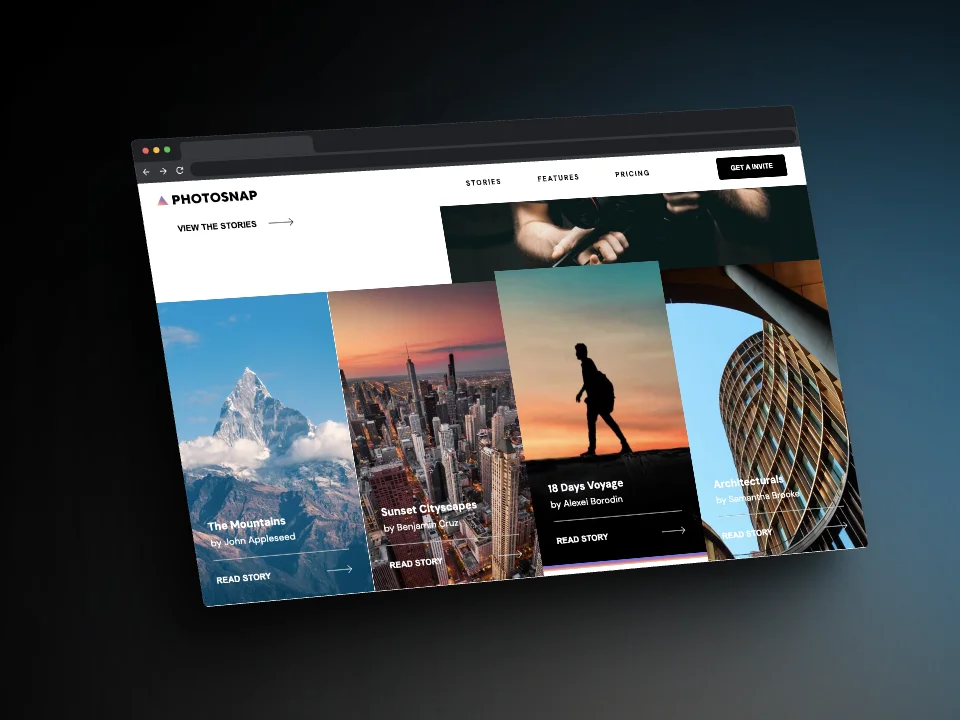 PHOTOSNAP
STORIES
FEATURES
PRICING
GET A INVITE
VIEW THE STORIES
The Mountains
by John Appleseed
READ STORY
Sunset Cityscapes
by Benjamin Cruz
READ STORY
18 Days Voyage
by Alexei Borodin
READ STORY
Architecturals
by Samantha Brooke
READ STORY